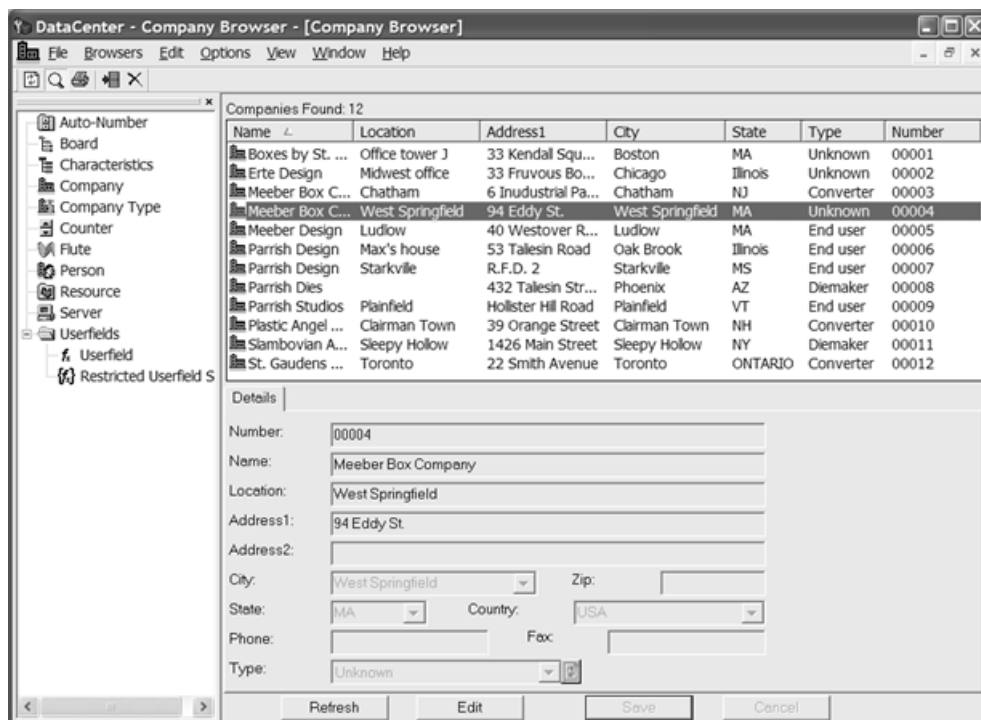 DataCenter - Company Browser - [Company Browser]
File Browsers Edit Options View Window Help
Auto-Number
Board
Characteristics
Company
Company Type
Counter
Flute
Person
Resource
Server
Userfields
Userfield
Restricted Userfield S
Companies Found: 12
Name Location Address1 City State Type Number
Boxes by St. ... Office tower J 33 Kendall Squ... Boston MA Unknown 00001
Erte Design Midwest office 33 Fruvous Bo... Chicago Illinois Unknown 00002
Meeber Box C... Chatham 6 Inudustrial Pa... Chatham NJ Converter 00003
Meeber Box C... West Springfield 94 Eddy St. West Springfield MA Unknown 00004
Meeber Design Ludlow 40 Westover R... Ludlow MA End user 00005
Parrish Design Max's house 53 Taliesin Road Oak Brook Illinois End user 00006
Parrish Design Starkville R.F.D. 2 Starkville MS End user 00007
Parrish Dies 432 Taliesin Str... Phoenix AZ Diemaker 00008
Parrish Studios Plainfield Hollister Hill Road Plainfield VT End user 00009
Plastic Angel ... Clairman Town 39 Orange Street Clairman Town NH Converter 00010
Slambovian A... Sleepy Hollow 1426 Main Street Sleepy Hollow NY Diemaker 00011
St. Gaudens ... Toronto 22 Smith Avenue Toronto ONTARIO Converter 00012
Details
Number: 00004
Name: Meeber Box Company
Location: West Springfield
Address1: 94 Eddy St.
Address2:
City: West Springfield Zip:
State: MA Country: USA
Phone: Fax:
Type: Unknown
Refresh Edit Save Cancel